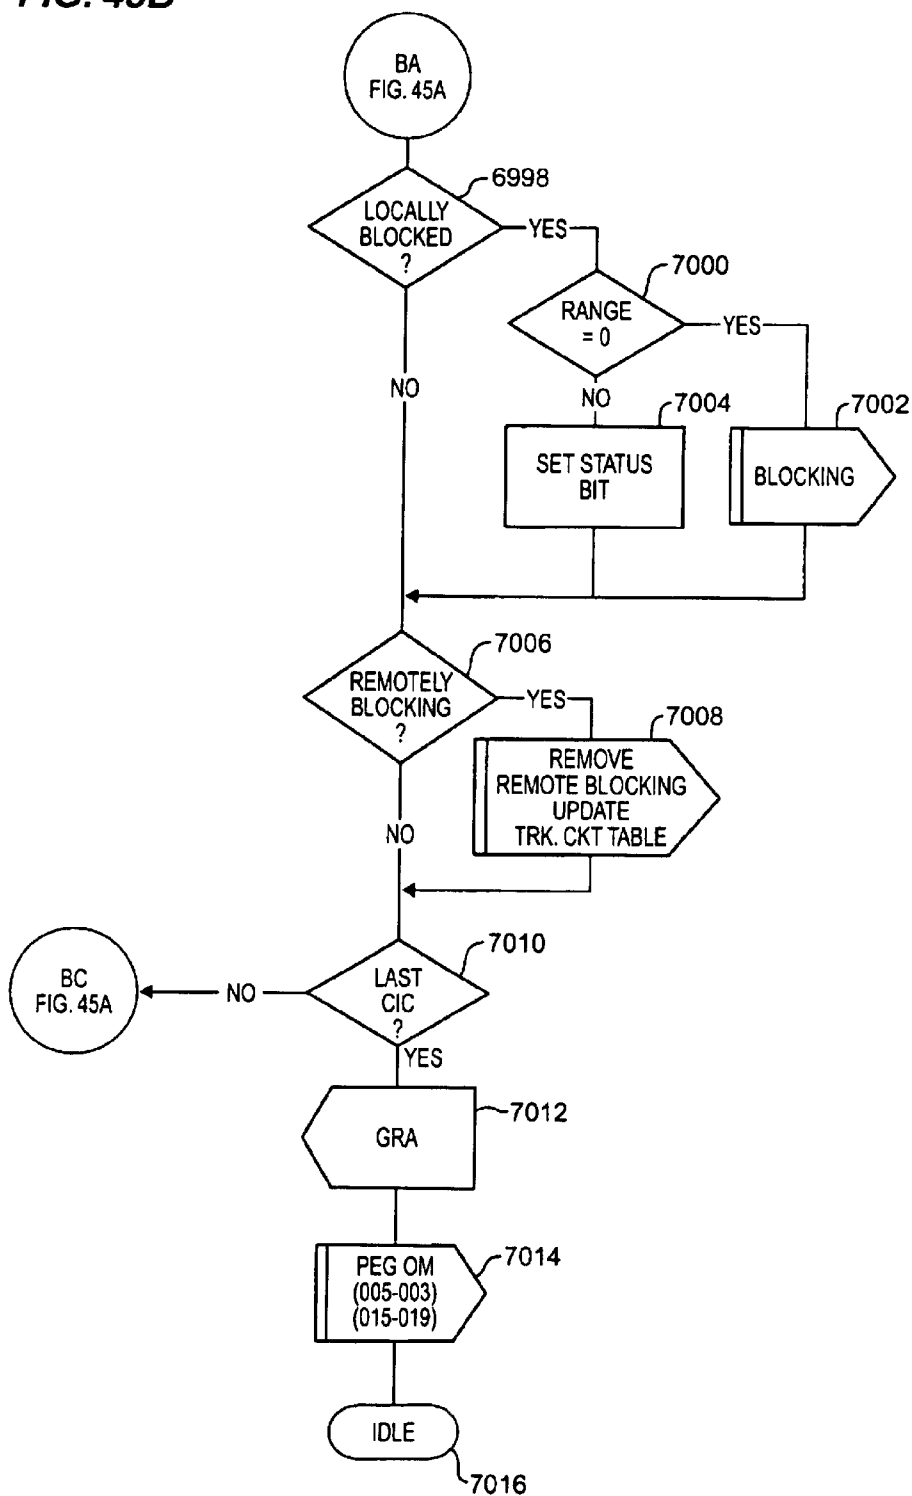 BA
FIG. 45A
6998
LOCALLY
BLOCKED
?
YES
7000
RANGE
= 0
YES
NO
NO
7004
7002
SET STATUS
BIT
BLOCKING
7006
REMOTELY
BLOCKING
?
YES
7008
REMOVE
REMOTE BLOCKING
UPDATE
TRK. CKT TABLE
NO
7010
LAST
CIC
?
NO
BC
FIG. 45A
YES
7012
GRA
7014
PEG OM
(005-003)
(015-019)
IDLE
7016